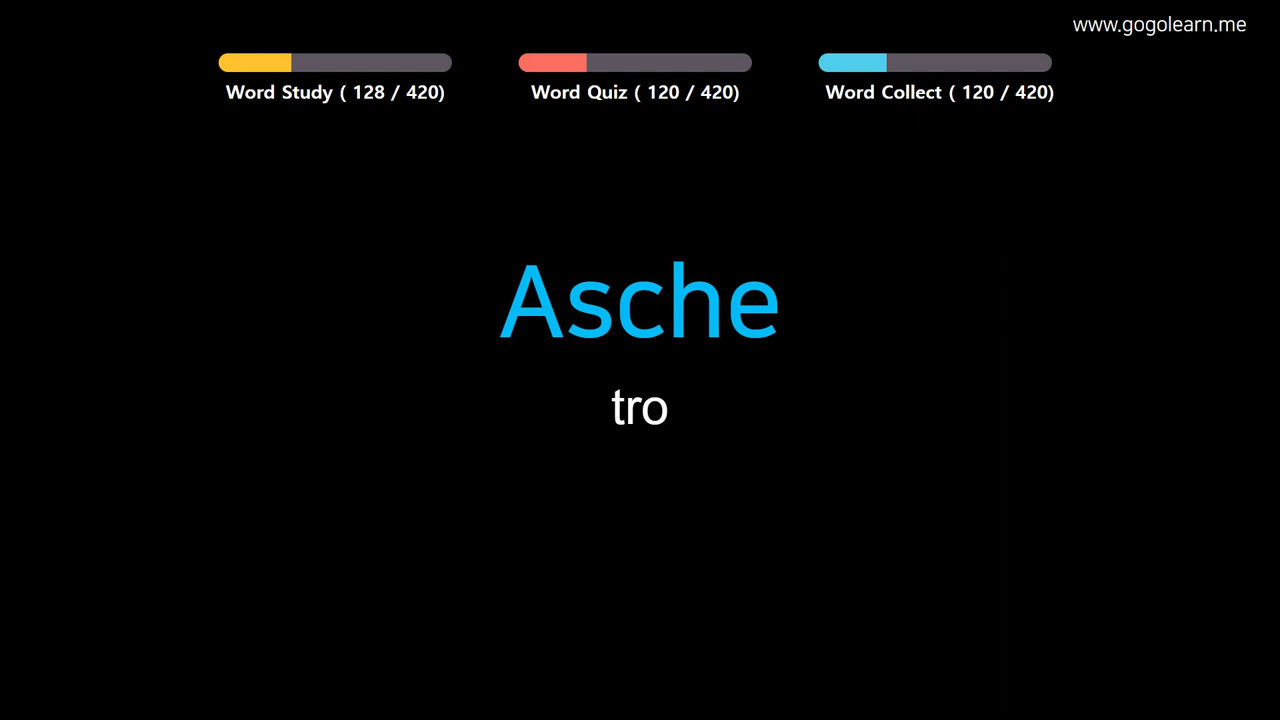 www.gogolearn.me
Word Study ( 128 / 420)
Word Quiz ( 120 / 420)
Word Collect ( 120 / 420)
Asche
tro